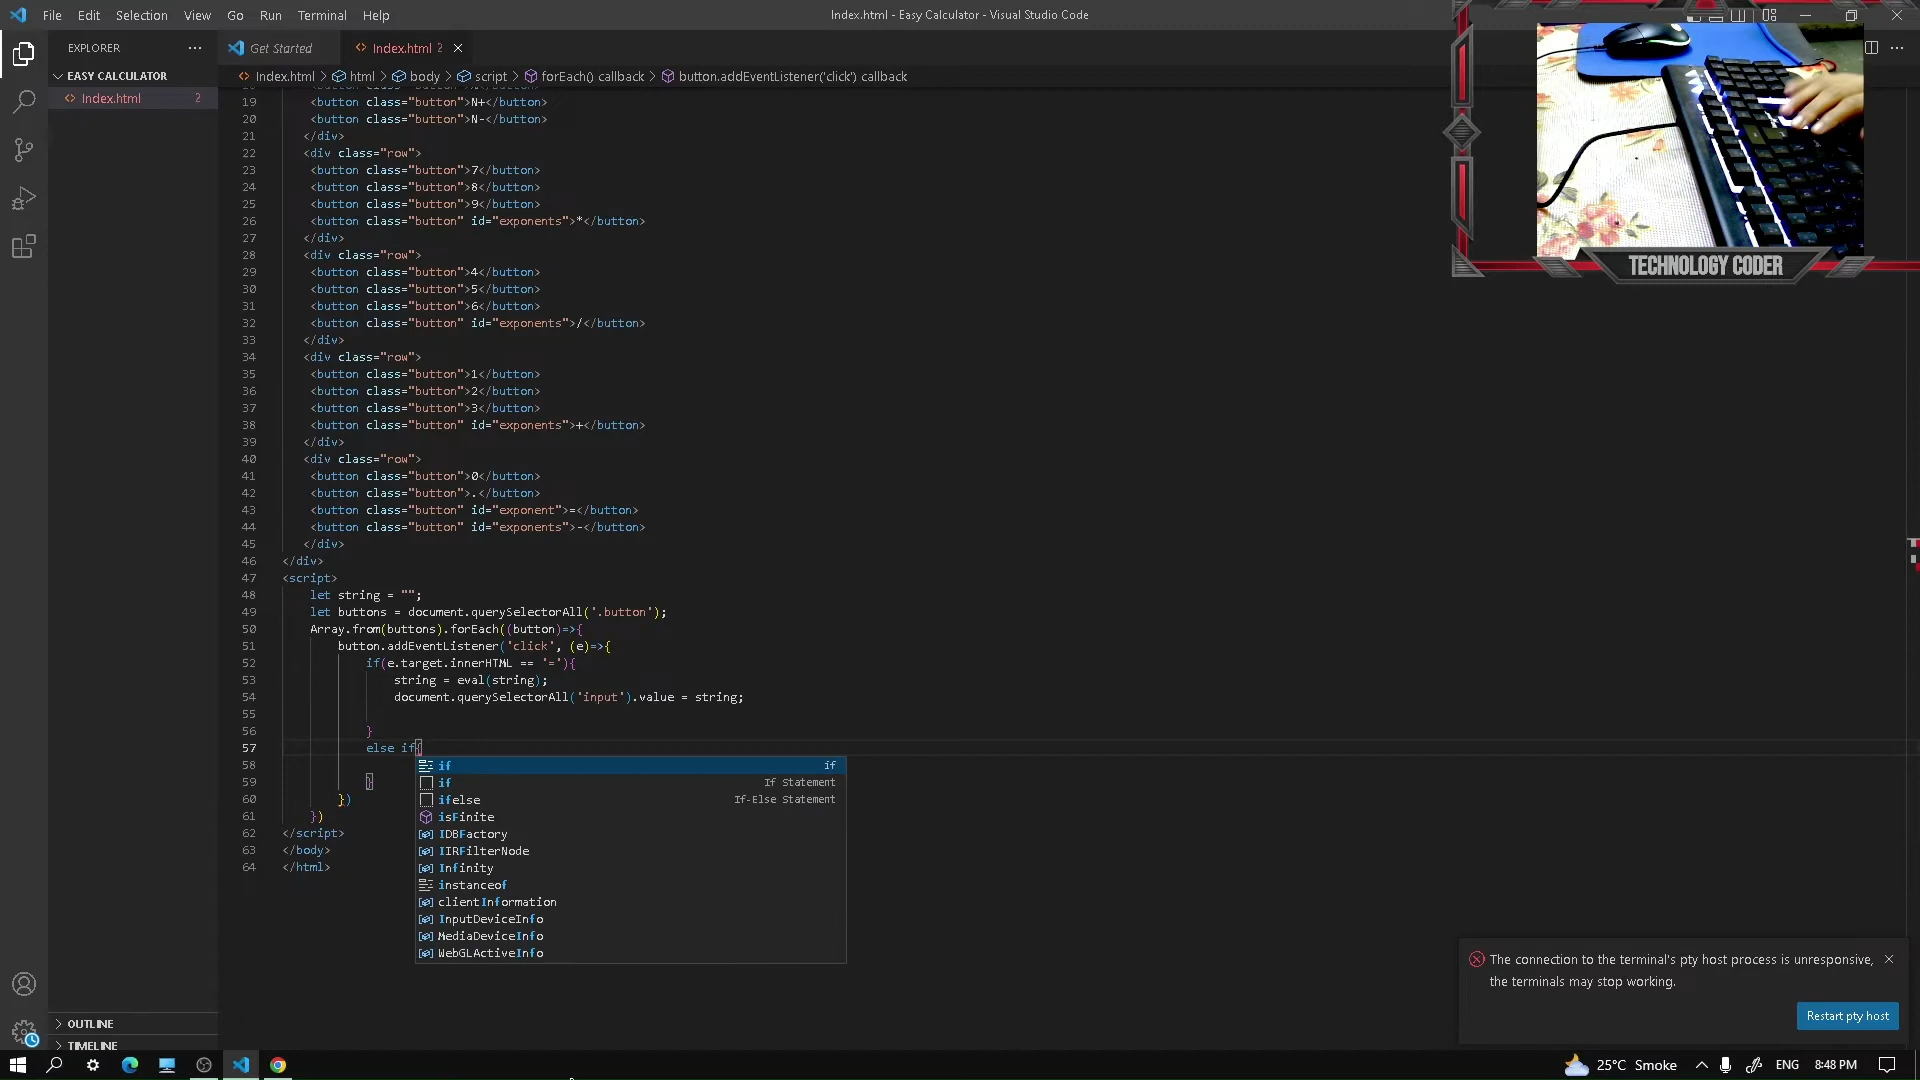 File Edit Selection View Go Run Terminal Help
Index.html - Easy Calculator - Visual Studio Code
EXPLORER
Get Started
Index.html 2
EASY CALCULATOR
Index.html 2
Index.html > html > body > script > forEach() callback > button.addEventListener('click') callback
19 <button class="button">N+</button>
20 <button class="button">N-</button>
21 </div>
22 <div class="row">
23 <button class="button">7</button>
24 <button class="button">8</button>
25 <button class="button">9</button>
26 <button class="button" id="exponents">*</button>
27 </div>
28 <div class="row">
29 <button class="button">4</button>
30 <button class="button">5</button>
31 <button class="button">6</button>
32 <button class="button" id="exponents">/</button>
33 </div>
34 <div class="row">
35 <button class="button">1</button>
36 <button class="button">2</button>
37 <button class="button">3</button>
38 <button class="button" id="exponents">+</button>
39 </div>
40 <div class="row">
41 <button class="button">0</button>
42 <button class="button">.</button>
43 <button class="button" id="exponent">=</button>
44 <button class="button" id="exponents">-</button>
45 </div>
46 </div>
47 <script>
48 let string = "";
49 let buttons = document.querySelectorAll('.button');
50 Array.from(buttons).forEach((button)=>{
51 button.addEventListener('click', (e)=>{
52 if(e.target.innerHTML == '='){
53 string = eval(string);
54 document.querySelectorAll('input').value = string;
55
56 }
57 else if{
58
59 }
60 })
61 })
62 </script>
63 </body>
64 </html>
if if
if If Statement
ifelse If-Else Statement
isFinite
IDBFactory
IIRFilterNode
Infinity
instanceof
clientInformation
InputDeviceInfo
MediaDeviceInfo
WebGLActiveInfo
TECHNOLOGY CODER
The connection to the terminal's pty host process is unresponsive,
the terminals may stop working.
Restart pty host
OUTLINE
TIMELINE
25°C Smoke
ENG
8:48 PM